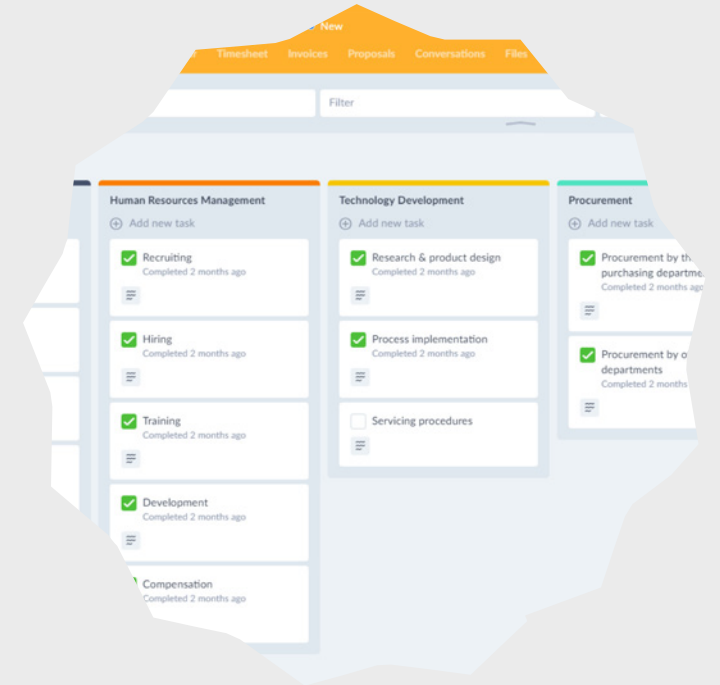 New
Timesheet Invoices Proposals Conversations Files
Filter
Human Resources Management
Add new task
Recruiting
Completed 2 months ago
Hiring
Completed 2 months ago
Training
Completed 2 months ago
Development
Completed 2 months ago
Compensation
Completed 2 months ago
Technology Development
Add new task
Research & product design
Completed 2 months ago
Process implementation
Completed 2 months ago
Servicing procedures
Procurement
Add new task
Procurement by
purchasing
Completed 2 months ago
Procurement by
departments
Completed 2 months